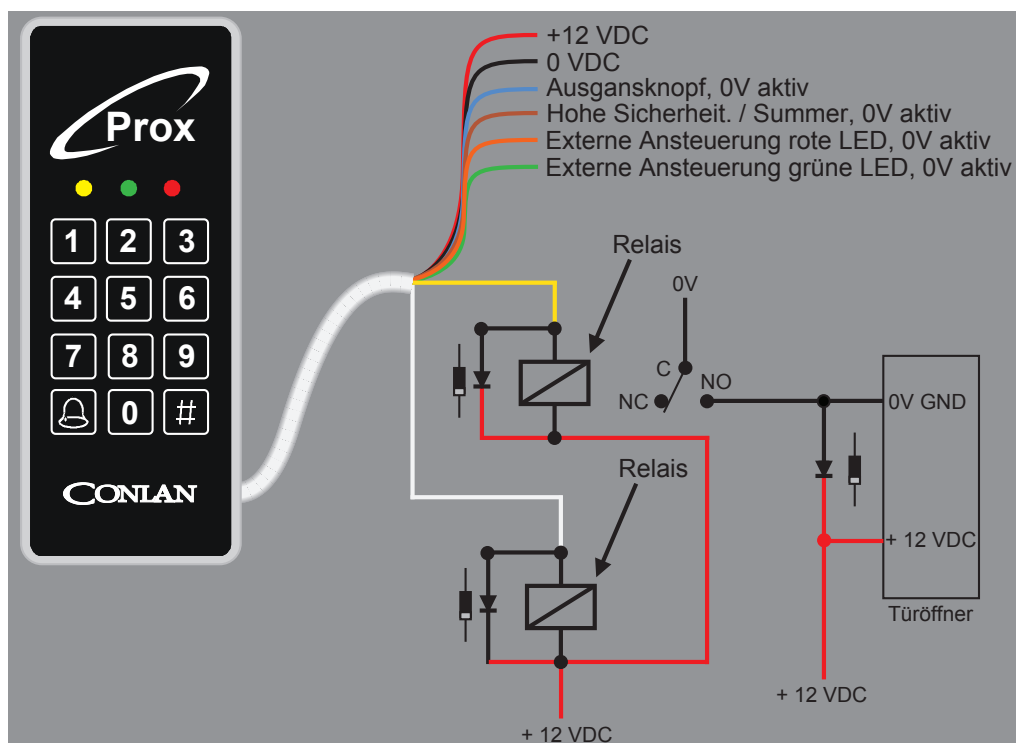 Prox
1 2 3
4 5 6
7 8 9
0 #
CONLAN
+12 VDC
0 VDC
Ausgansknopf, 0V aktiv
Hohe Sicherheit. / Summer, 0V aktiv
Externe Ansteuerung rote LED, 0V aktiv
Externe Ansteuerung grüne LED, 0V aktiv
Relais
0V
C
NC
NO
0V GND
Relais
+ 12 VDC
Türöffner
+ 12 VDC
+ 12 VDC